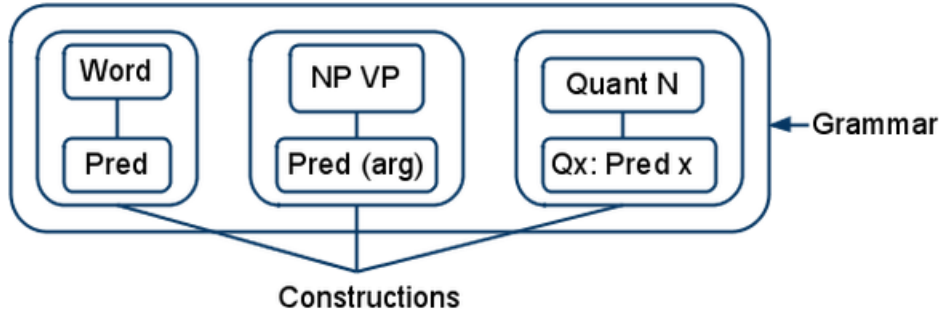 Word
Pred
NP VP
Pred (arg)
Quant N
Qx: Pred x
Grammar
Constructions